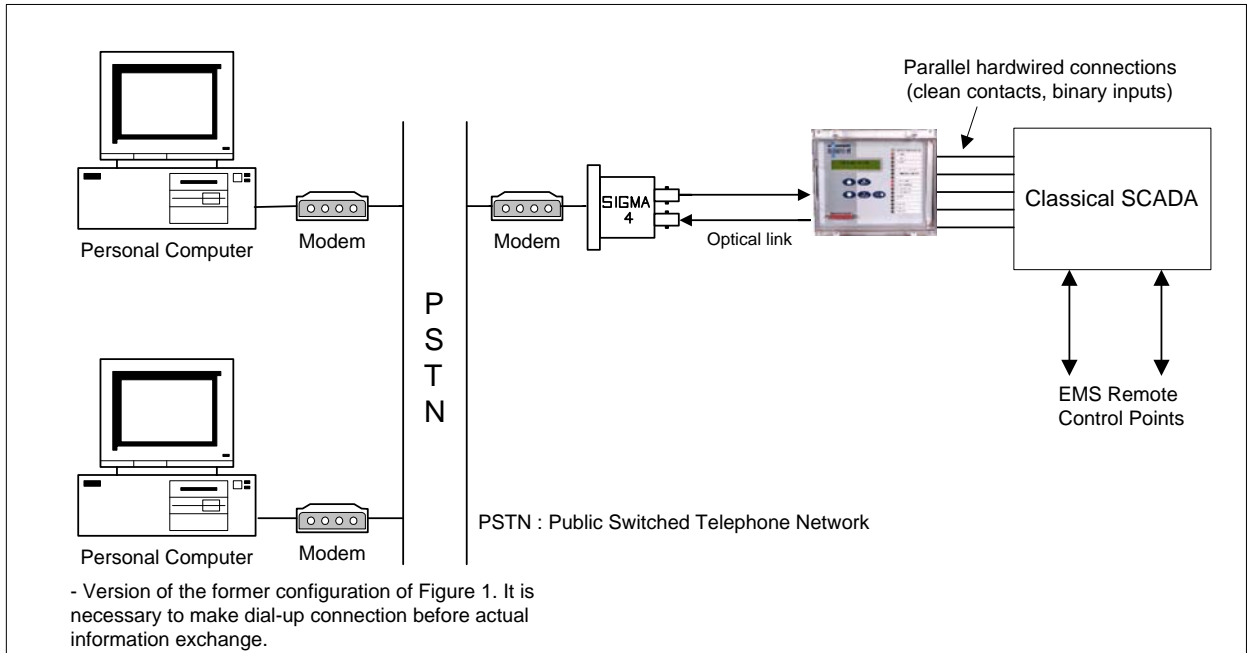 Parallel hardwired connections
(clean contacts, binary inputs)
Classical SCADA
SIGMA
4
Optical link
Personal Computer
Modem
Modem
P
S
T
N
EMS Remote
Control Points
PSTN : Public Switched Telephone Network
Personal Computer
Modem
- Version of the former configuration of Figure 1. It is
necessary to make dial-up connection before actual
information exchange.